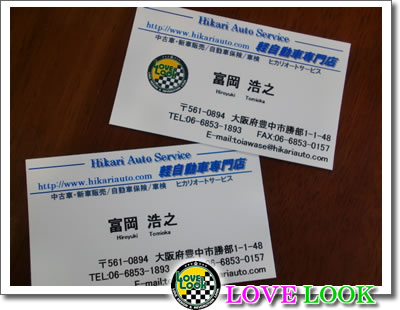 Hikari Auto Service
http://www.hikariauto.com 軽自動車専門店
中古車・新車販売/自動車保険/車検 ヒカリオートサービス
LOVE LOOK
富岡 浩之
Hiroyuki Tomioka
〒561-0894 大阪府豊中市勝部1-1-48
TEL:06-6853-1893 FAX:06-6853-0157
E-mail:toiawase@hikariauto.com
Hikari Auto Service
http://www.hikariauto.com 軽自動車専門店
中古車・新車販売/自動車保険/車検 ヒカリオートサービス
富岡 浩之
Hiroyuki Tomioka
〒561-0894 大阪府豊中市勝部1-1-48
TEL:06-6853-1893 06-6853-0157
hikariauto.com
LOVE LOOK
LOVE LOOK